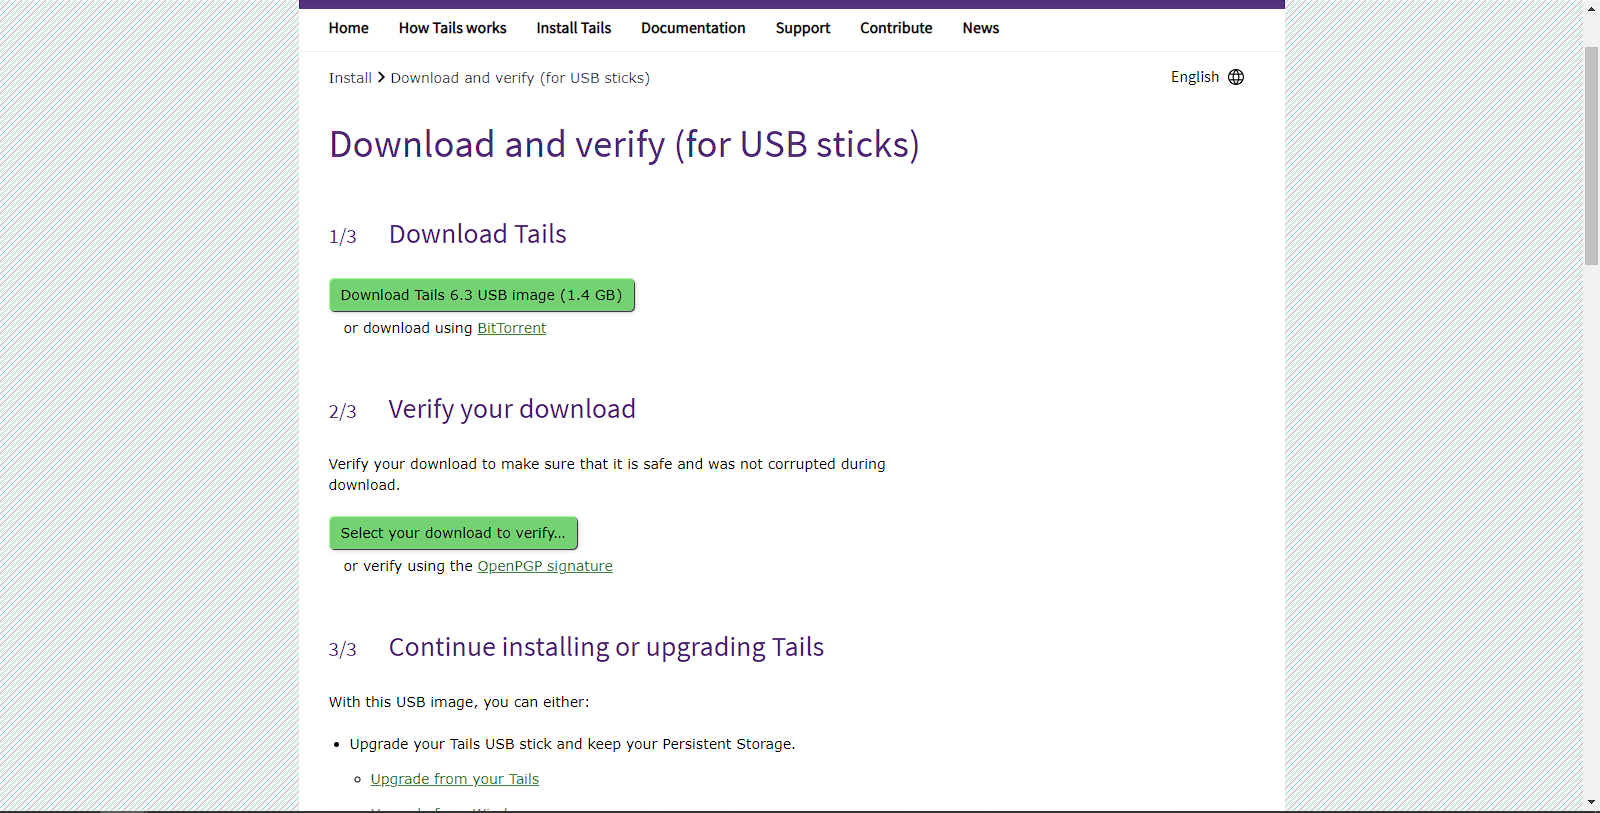 Home How Tails works Install Tails Documentation Support Contribute News
Install Download and verify (for USB sticks)
English
Download and verify (for USB sticks)
1/3 Download Tails
Download Tails 6.3 USB image (1.4 GB)
or download using BitTorrent
2/3 Verify your download
Verify your download to make sure that it is safe and was not corrupted during
download.
Select your download to verify...
or verify using the OpenPGP signature
3/3 Continue installing or upgrading Tails
With this USB image, you can either:
• Upgrade your Tails USB stick and keep your Persistent Storage.
Upgrade from your Tails